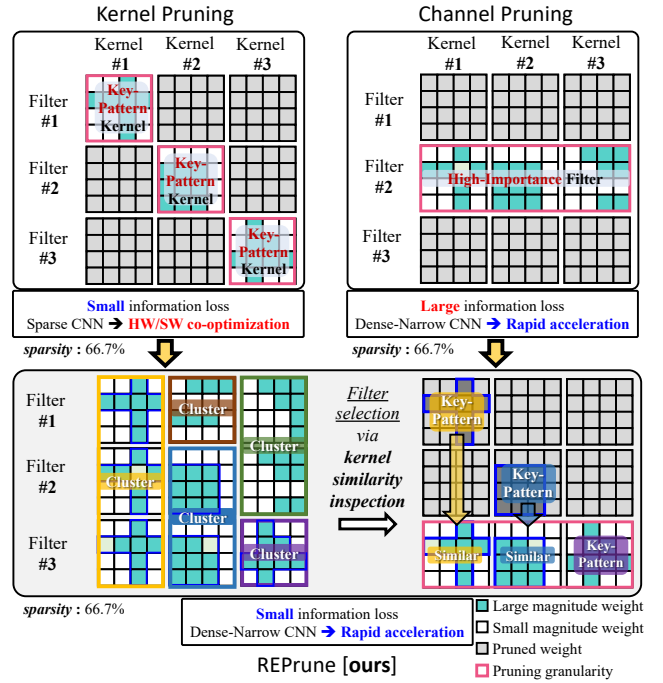 Kernel Pruning
Channel Pruning
Kernel #1
Kernel #2
Kernel #3
Kernel #1
Kernel #2
Kernel #3
Filter #1
Key-Pattern Kernel
Filter #2
Key-Pattern Kernel
Filter #3
Key-Pattern Kernel
Filter #1
Filter #2
High-Importance Filter
Filter #3
Small information loss
Sparse CNN ➔ HW/SW co-optimization
Large information loss
Dense-Narrow CNN ➔ Rapid acceleration
sparsity : 66.7%
sparsity : 66.7%
Filter #1
Filter #2
Filter #3
Cluster
Cluster
Cluster
Cluster
Cluster
Filter selection
via
kernel
similarity
inspection
Key-Pattern
Key-Pattern
Similar
Similar
Key-Pattern
sparsity : 66.7%
Small information loss
Dense-Narrow CNN ➔ Rapid acceleration
Large magnitude weight
Small magnitude weight
Pruned weight
Pruning granularity
REPrune [ours]